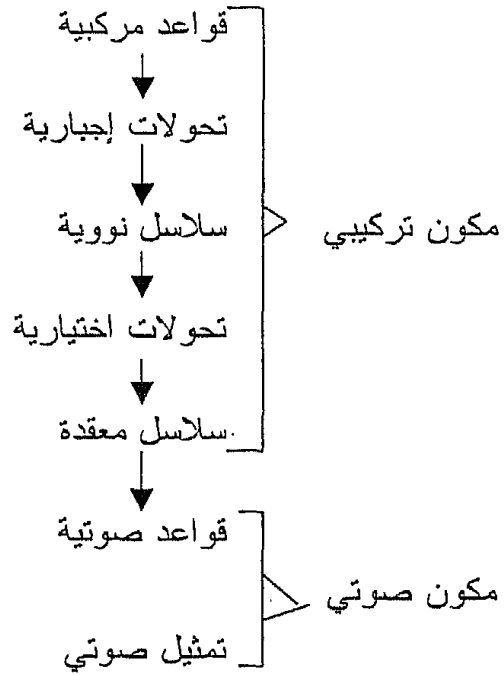 قواعد مركبية
تحولات إجبارية
سلاسل نووية
مكون تركيبي
تحولات اختيارية
سلاسل معقدة
قواعد صوتية
مكون صوتي
تمثيل صوتي